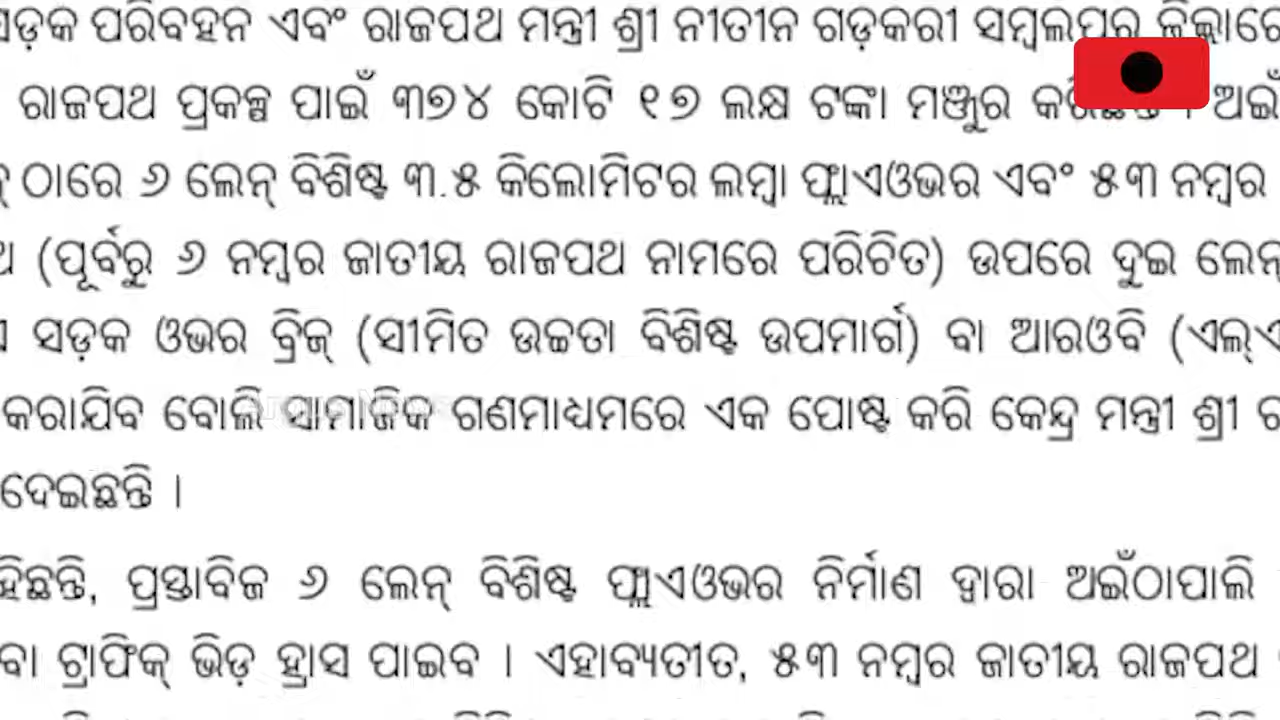 ସଡ଼କ ପରିବହନ ଏବଂ ରାଜପଥ ମନ୍ତ୍ରୀ ଶ୍ରୀ ନୀତୀନ ଗଡ଼କରୀ ସମ୍ବଲପୁର ଜିଲ୍ଲାରେ
ରାଜପଥ ପ୍ରକଳ୍ପ ପାଇଁ ୩୭୪ କୋଟି ୧୭ ଲକ୍ଷ ଟଙ୍କା ମଞ୍ଜୁର କରିଛନ୍ତି ।
ଠାରେ ୬ ଲେନ୍ ବିଶିଷ୍ଟ ୩.୫ କିଲୋମିଟର ଲମ୍ବା ଫ୍ଲାଏଓଭର ଏବଂ ୫୩ ନମ୍ବର
(ପୂର୍ବରୁ ୬ ନମ୍ବର ଜାତୀୟ ରାଜପଥ ନାମରେ ପରିଚିତ) ଉପରେ ଦୁଇ ଲେନ୍
ସଡ଼କ ଓଭର ବ୍ରିଜ୍ (ସୀମିତ ଉଚ୍ଚତା ବିଶିଷ୍ଟ ଉପମାର୍ଗ) ବା ଆରଓବି
କରାଯିବ ବୋଲି ସାମାଜିକ ଗଣମାଧ୍ୟମରେ ଏକ ପୋଷ୍ଟ କରି କେନ୍ଦ୍ର ମନ୍ତ୍ରୀ ଶ୍ରୀ
ଦେଇଛନ୍ତି ।
ପ୍ରସ୍ତାବିଜ ୬ ଲେନ୍ ବିଶିଷ୍ଟ ଫ୍ଲାଏଓଭର ନିର୍ମାଣ ଦ୍ୱାରା ଅଇଁଠାପାଲି
ବା ଟ୍ରାଫିକ୍ ଭିଡ଼ ହ୍ରାସ ପାଇବ । ଏହାବ୍ୟତୀତ, ୫୩ ନମ୍ବର ଜାତୀୟ ରାଜପଥ